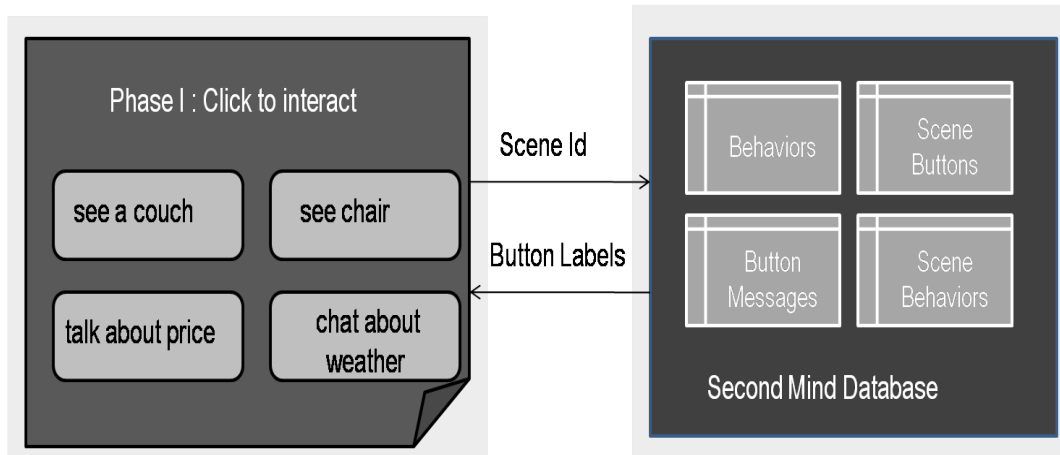 Phase I : Click to interact
see a couch
see chair
talk about price
chat about
weather
Scene Id
Button Labels
Behaviors
Scene
Buttons
Button
Messages
Scene
Behaviors
Second Mind Database